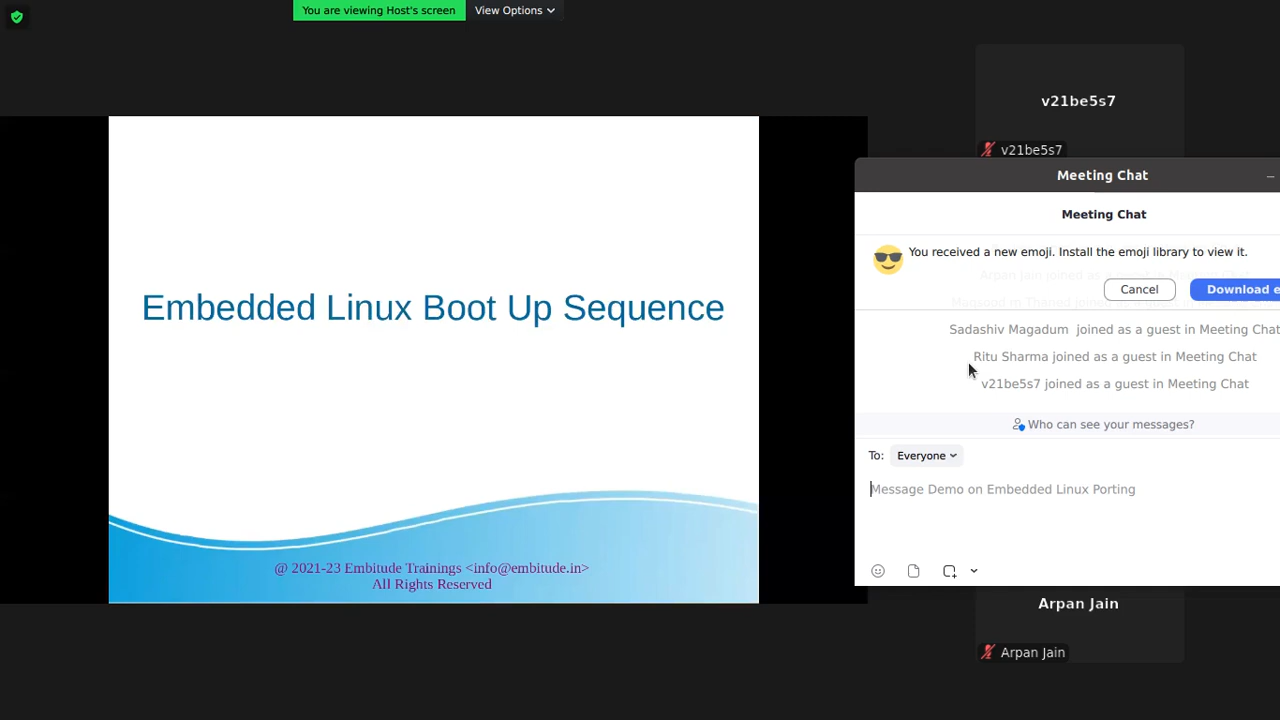 You are viewing Host's screen View Options
v21be5s7
v21be5s7
Embedded Linux Boot Up Sequence
@ 2021-23 Embitude Trainings <info@embitude.in>
All Rights Reserved
Meeting Chat
Meeting Chat
You received a new emoji. Install the emoji library to view it.
Cancel
Download e
Sadashiv Magadum joined as a guest in Meeting Chat
Ritu Sharma joined as a guest in Meeting Chat
v21be5s7 joined as a guest in Meeting Chat
Who can see your messages?
To: Everyone
Message Demo on Embedded Linux Porting
Arpan Jain
Arpan Jain